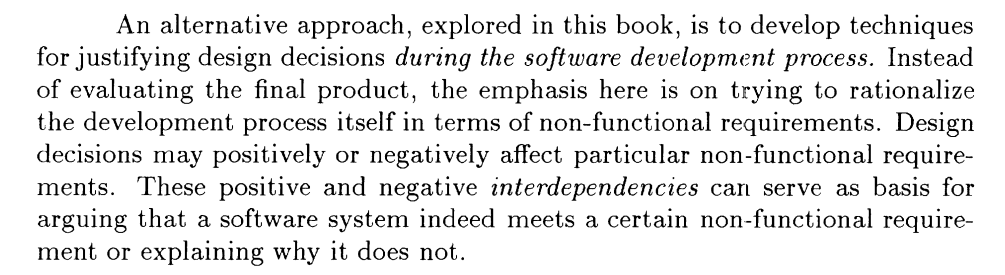 An alternative approach, explored in this book, is to develop techniques
for justifying design decisions during the software development process. Instead
of evaluating the final product, the emphasis here is on trying to rationalize
the development process itself in terms of non-functional requirements. Design
decisions may positively or negatively affect particular non-functional require-
ments. These positive and negative interdependencies can serve as basis for
arguing that a software system indeed meets a certain non-functional require-
ment or explaining why it does not.